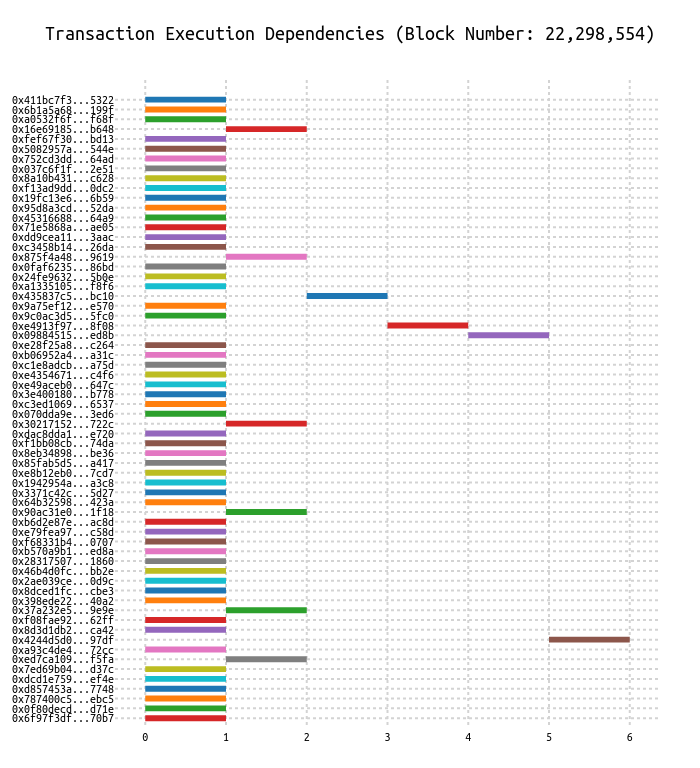 Transaction Execution Dependencies (Block Number: 22,298,554)
0x411bc7f3...5322
0x6b1a5a68...199f
0xa0532f6f...f68f
0x16e69185...b648
0xfef67f30...bd13
0x5082957a...544e
0x752cd3dd...64ad
0x037c6f1f...2e51
0x8a10b431...c628
0xf13ad9dd...0dc2
0x19fc13e6...6b59
0x95d8a3cd...52da
0x45316688...64a9
0x71e5868a...ae05
0xdd9cea11...3aac
0xc3458b14...26da
0x875f4a48...9619
0x0faf6235...86bd
0x24fe9632...5b0e
0xa1335105...f8f6
0x435837c5...bc10
0x9a75ef12...e570
0x9c0ac3d5...5fc0
0xe4913f97...8f08
0x09884515...ed8b
0xe28f25a8...c264
0xb06952a4...a31c
0xc1e8adcb...a75d
0xe4354671...c4f6
0xe49aceb0...647c
0x3e400180...b778
0xc3ed1069...6537
0x070dda9e...3ed6
0x30217152...722c
0xdac8dda1...e720
0xf1bb08cb...74da
0x8eb34898...be36
0x85fab5d5...a417
0xe8b12eb0...7cd7
0x1942954a...a3c8
0x3371c42c...5d27
0x64b32598...423a
0x90ac31e0...1f18
0xb6d2e87e...ac8d
0xe79fea97...c58d
0xf68331b4...0707
0xb570a9b1...ed8a
0x28317507...1860
0x46b4d0fc...bb2e
0x2ae039ce...0d9c
0x8dced1fc...cbe3
0x398ede22...40a2
0x37a232e5...9e9e
0xf08fae92...62ff
0x8d3d1db2...ca42
0x4244d5d0...97df
0xa93c4de4...72cc
0xed7ca109...f5fa
0x7ed69b04...d37c
0xdcd1e759...ef4e
0xd857453a...7748
0x787400c5...ebc5
0x0f80decd...d71e
0x6f97f3df...70b7
0 1 2 3 4 5 6